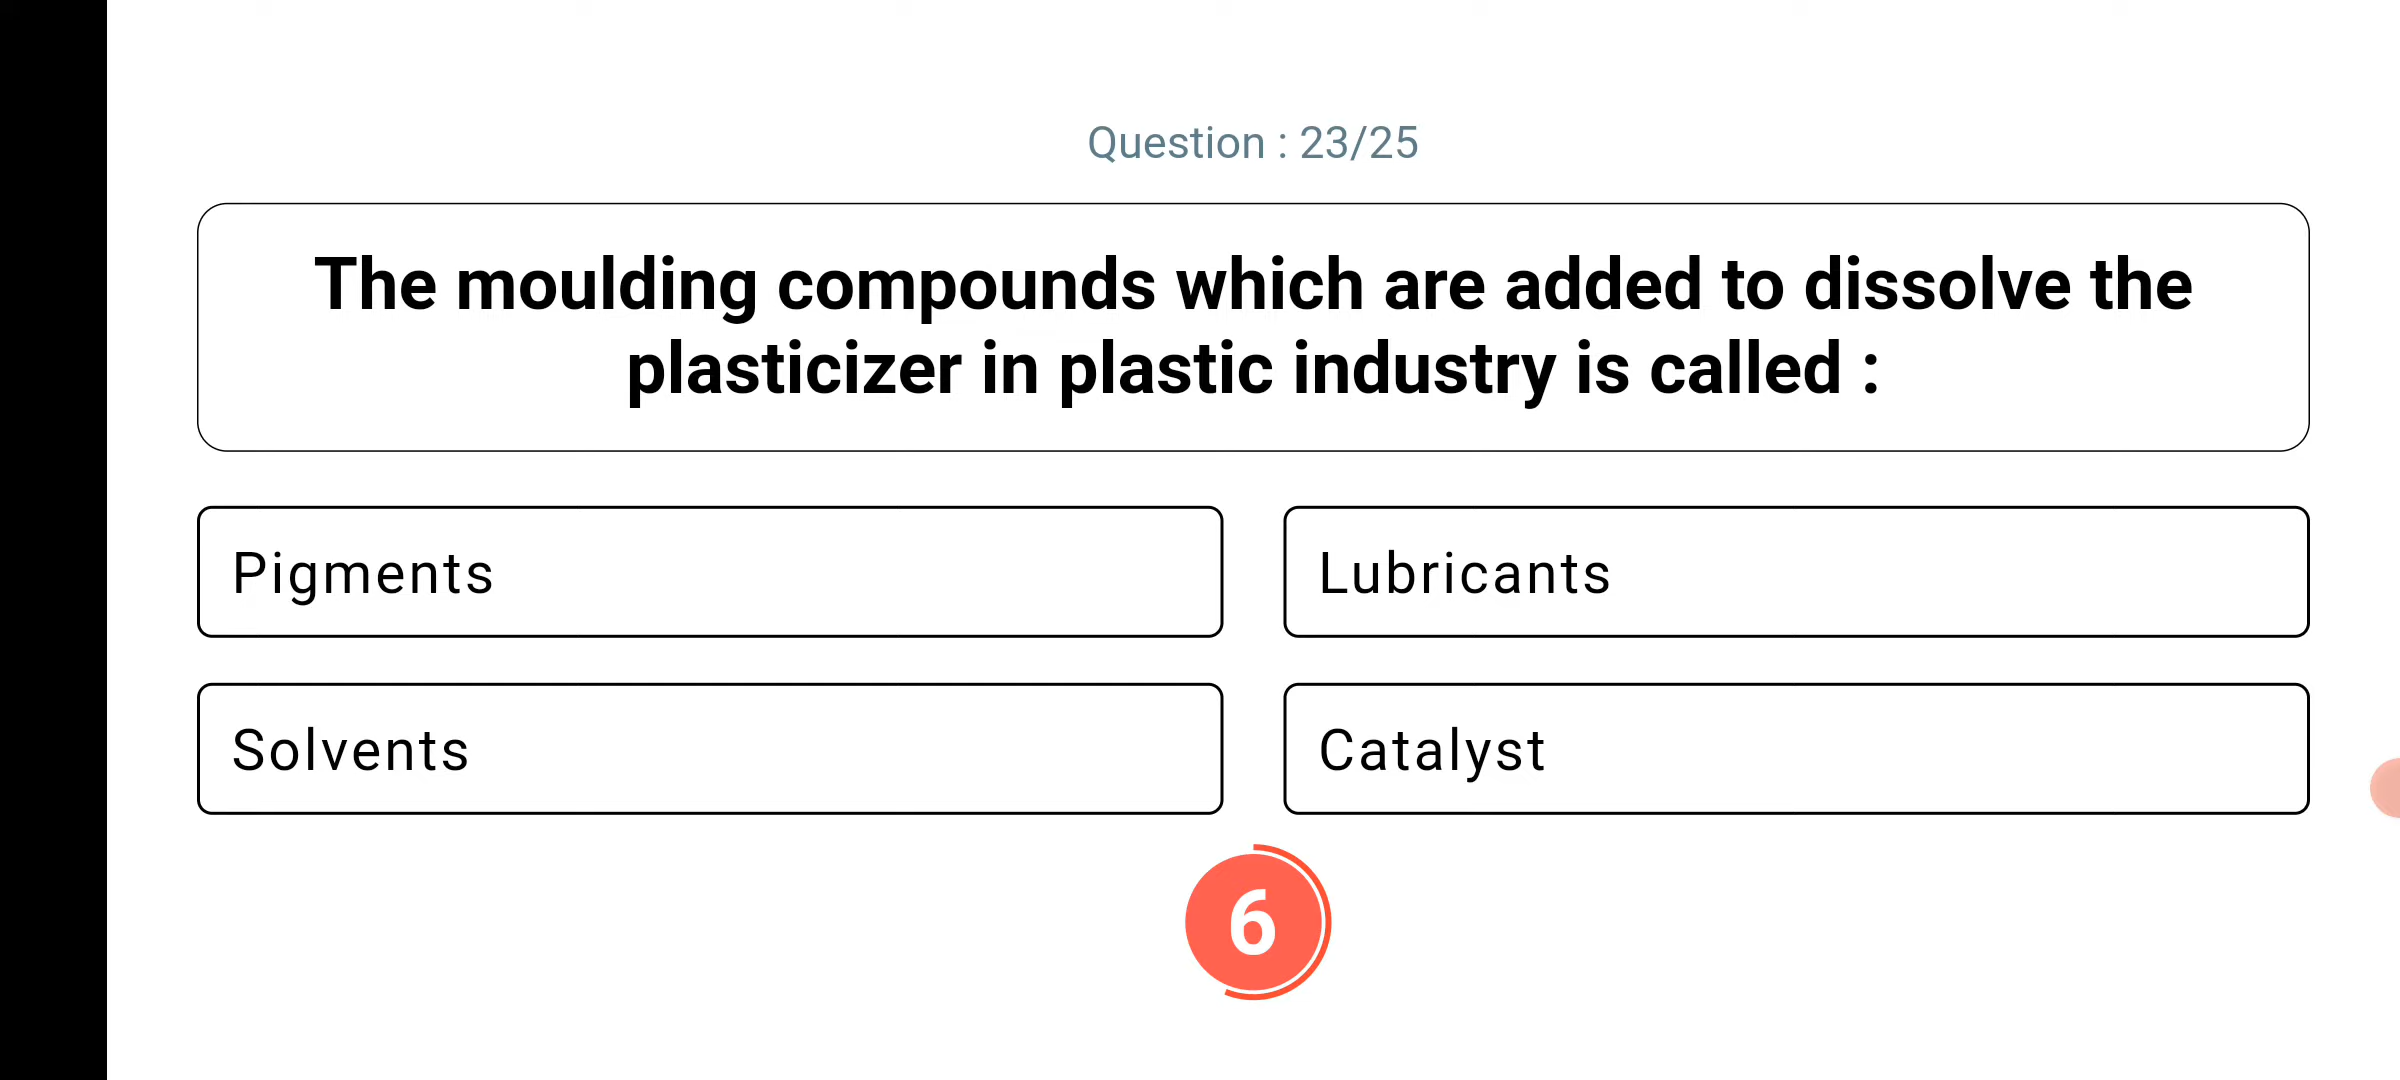 Question : 23/25
The moulding compounds which are added to dissolve the
plasticizer in plastic industry is called :
Pigments
Lubricants
Solvents
Catalyst
6